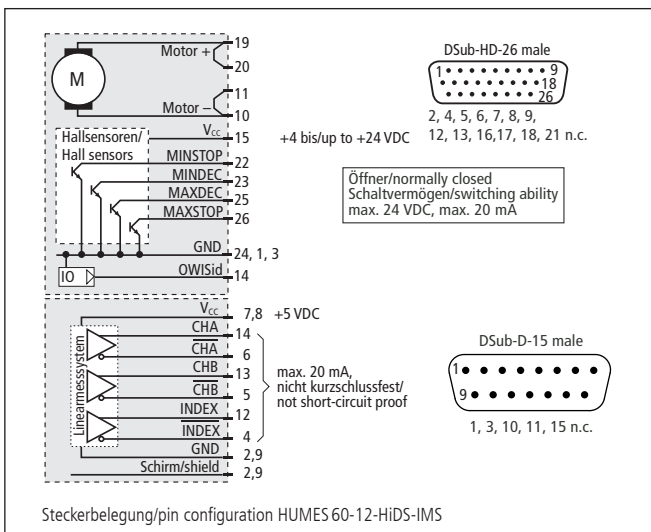 Motor +
19
20
M
11
Motor –
10
Hallsensoren/
Hall sensors
VCC
15
+4 bis/up to +24 VDC
MINSTOP
22
MINDEC
23
MAXDEC
25
MAXSTOP
26
GND
24, 1, 3
IO
OWISid
14
DSub-HD-26 male
1
9
18
26
2, 4, 5, 6, 7, 8, 9,
12, 13, 16,17, 18, 21 n.c.
Öffner/normally closed
Schaltvermögen/switching ability
max. 24 VDC, max. 20 mA
Linearmesssystem
VCC
7,8
+5 VDC
CHA
14
CHA
6
CHB
13
CHB
5
INDEX
12
INDEX
4
GND
2,9
Schirm/shield
2,9
max. 20 mA,
nicht kurzschlussfest/
not short-circuit proof
DSub-D-15 male
1
9
1, 3, 10, 11, 15 n.c.
Steckerbelegung/pin configuration HUMES 60-12-HiDS-IMS